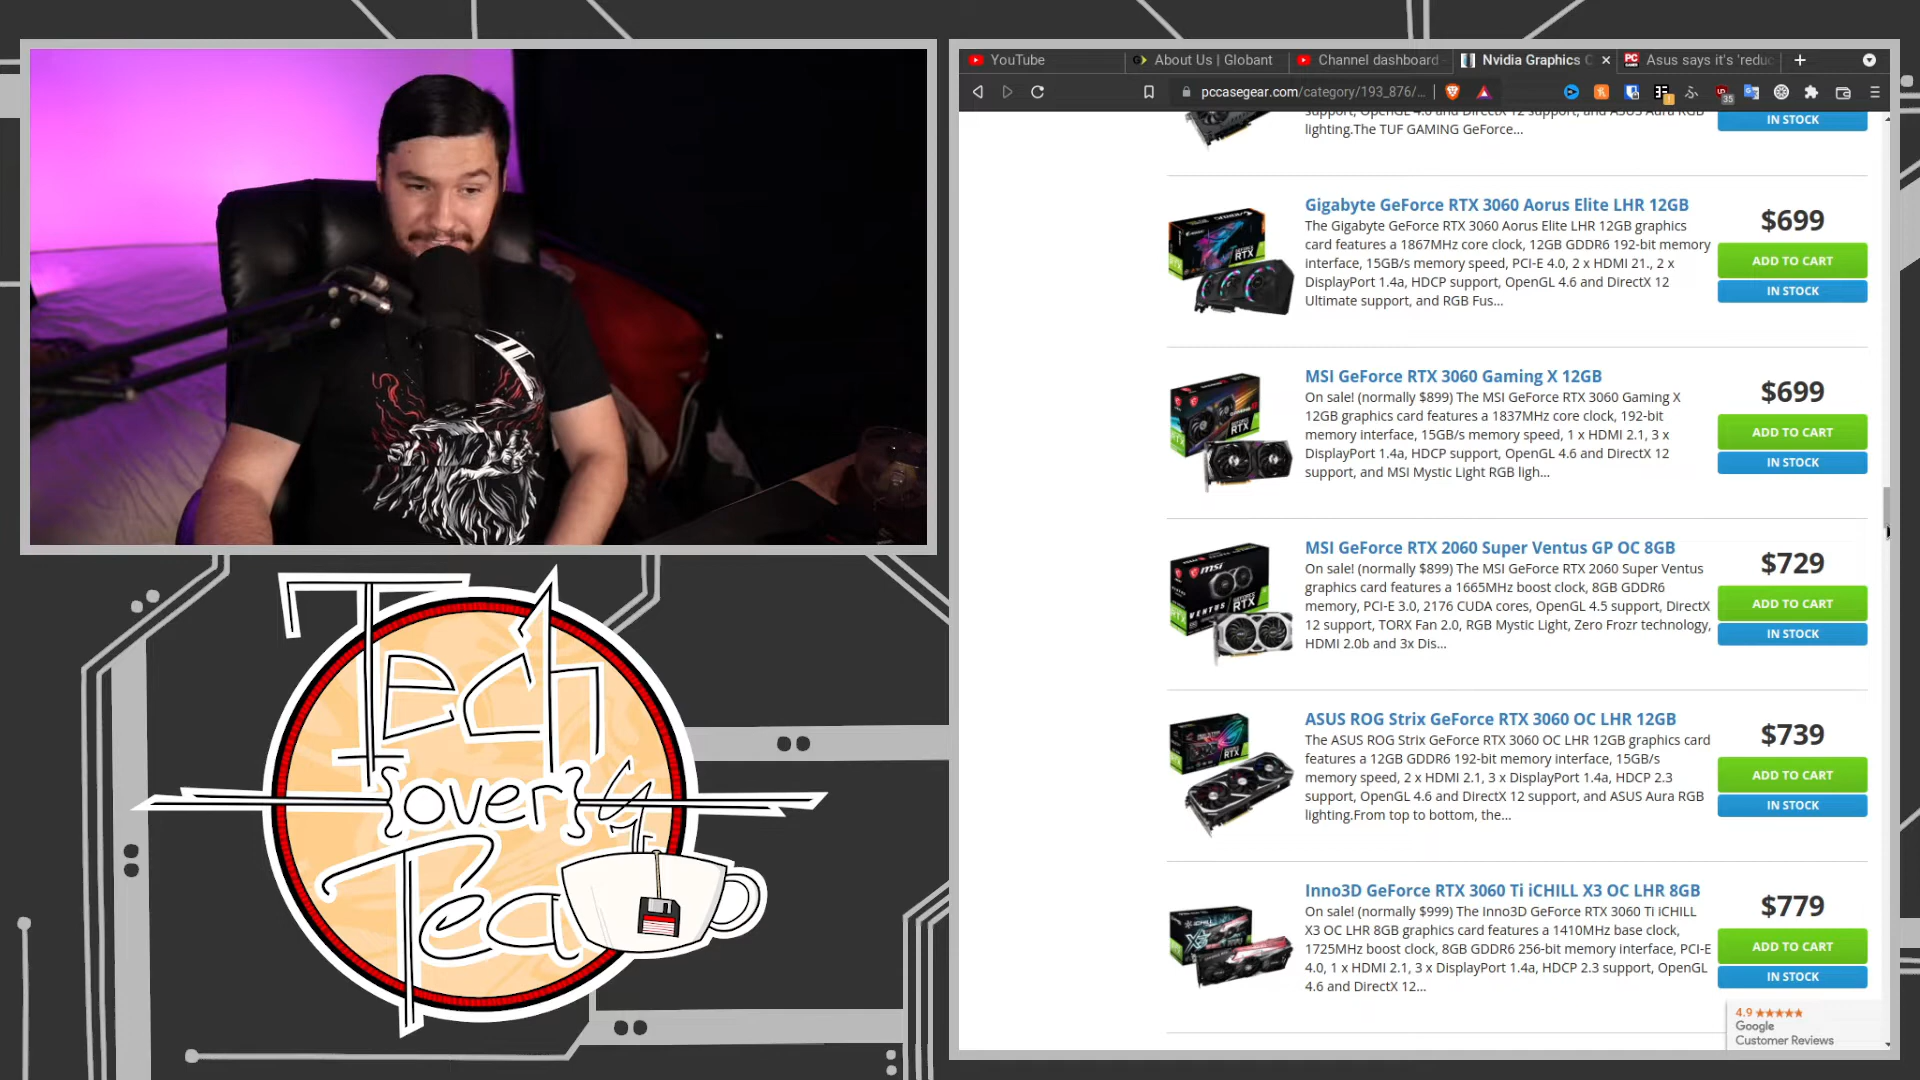 YouTube
About Us | Globant
Channel dashboard
Nvidia Graphics C
Asus says it's 'reduc
pccasegear.com/category/193_876/...
35
support, OpenGL 4.6 and DirectX 12 support, and ASUS Aura RGB
lighting.The TUF GAMING GeForce...
IN STOCK
Gigabyte GeForce RTX 3060 Aorus Elite LHR 12GB
The Gigabyte GeForce RTX 3060 Aorus Elite LHR 12GB graphics
card features a 1867MHz core clock, 12GB GDDR6 192-bit memory
interface, 15GB/s memory speed, PCI-E 4.0, 2 x HDMI 21., 2 x
DisplayPort 1.4a, HDCP support, OpenGL 4.6 and DirectX 12
Ultimate support, and RGB Fus...
$699
ADD TO CART
IN STOCK
MSI GeForce RTX 3060 Gaming X 12GB
On sale! (normally $899) The MSI GeForce RTX 3060 Gaming X
12GB graphics card features a 1837MHz core clock, 192-bit
memory interface, 15GB/s memory speed, 1 x HDMI 2.1, 3 x
DisplayPort 1.4a, HDCP support, OpenGL 4.6 and DirectX 12
support, and MSI Mystic Light RGB ligh...
$699
ADD TO CART
IN STOCK
MSI GeForce RTX 2060 Super Ventus GP OC 8GB
On sale! (normally $899) The MSI GeForce RTX 2060 Super Ventus
graphics card features a 1665MHz boost clock, 8GB GDDR6
memory, PCI-E 3.0, 2176 CUDA cores, OpenGL 4.5 support, DirectX
12 support, TORX Fan 2.0, RGB Mystic Light, Zero Frozr technology,
HDMI 2.0b and 3x Dis...
$729
ADD TO CART
IN STOCK
ASUS ROG Strix GeForce RTX 3060 OC LHR 12GB
The ASUS ROG Strix GeForce RTX 3060 OC LHR 12GB graphics card
features a 12GB GDDR6 192-bit memory interface, 15GB/s
memory speed, 2 x HDMI 2.1, 3 x DisplayPort 1.4a, HDCP 2.3
support, OpenGL 4.6 and DirectX 12 support, and ASUS Aura RGB
lighting.From top to bottom, the...
$739
ADD TO CART
IN STOCK
Inno3D GeForce RTX 3060 Ti iCHILL X3 OC LHR 8GB
On sale! (normally $999) The Inno3D GeForce RTX 3060 Ti iCHILL
X3 OC LHR 8GB graphics card features a 1410MHz base clock,
1725MHz boost clock, 8GB GDDR6 256-bit memory interface, PCI-E
4.0, 1 x HDMI 2.1, 3 x DisplayPort 1.4a, HDCP 2.3 support, OpenGL
4.6 and DirectX 12...
$779
ADD TO CART
IN STOCK
4.9 ★★★★★
Google
Customer Reviews
Tech
{over}
Tea